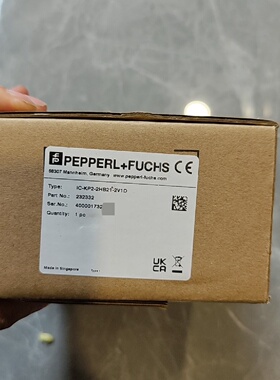 PEPPERL+FUCHS CE
68307 Mannheim, Germany www.pepperl-fuchs.com
Type: IC-KP2-2HB21-2V1D
Part.No.: 232332
Ser.No.: 400001732
Quantity: 1 pc
UK
CA
Made in Singapore